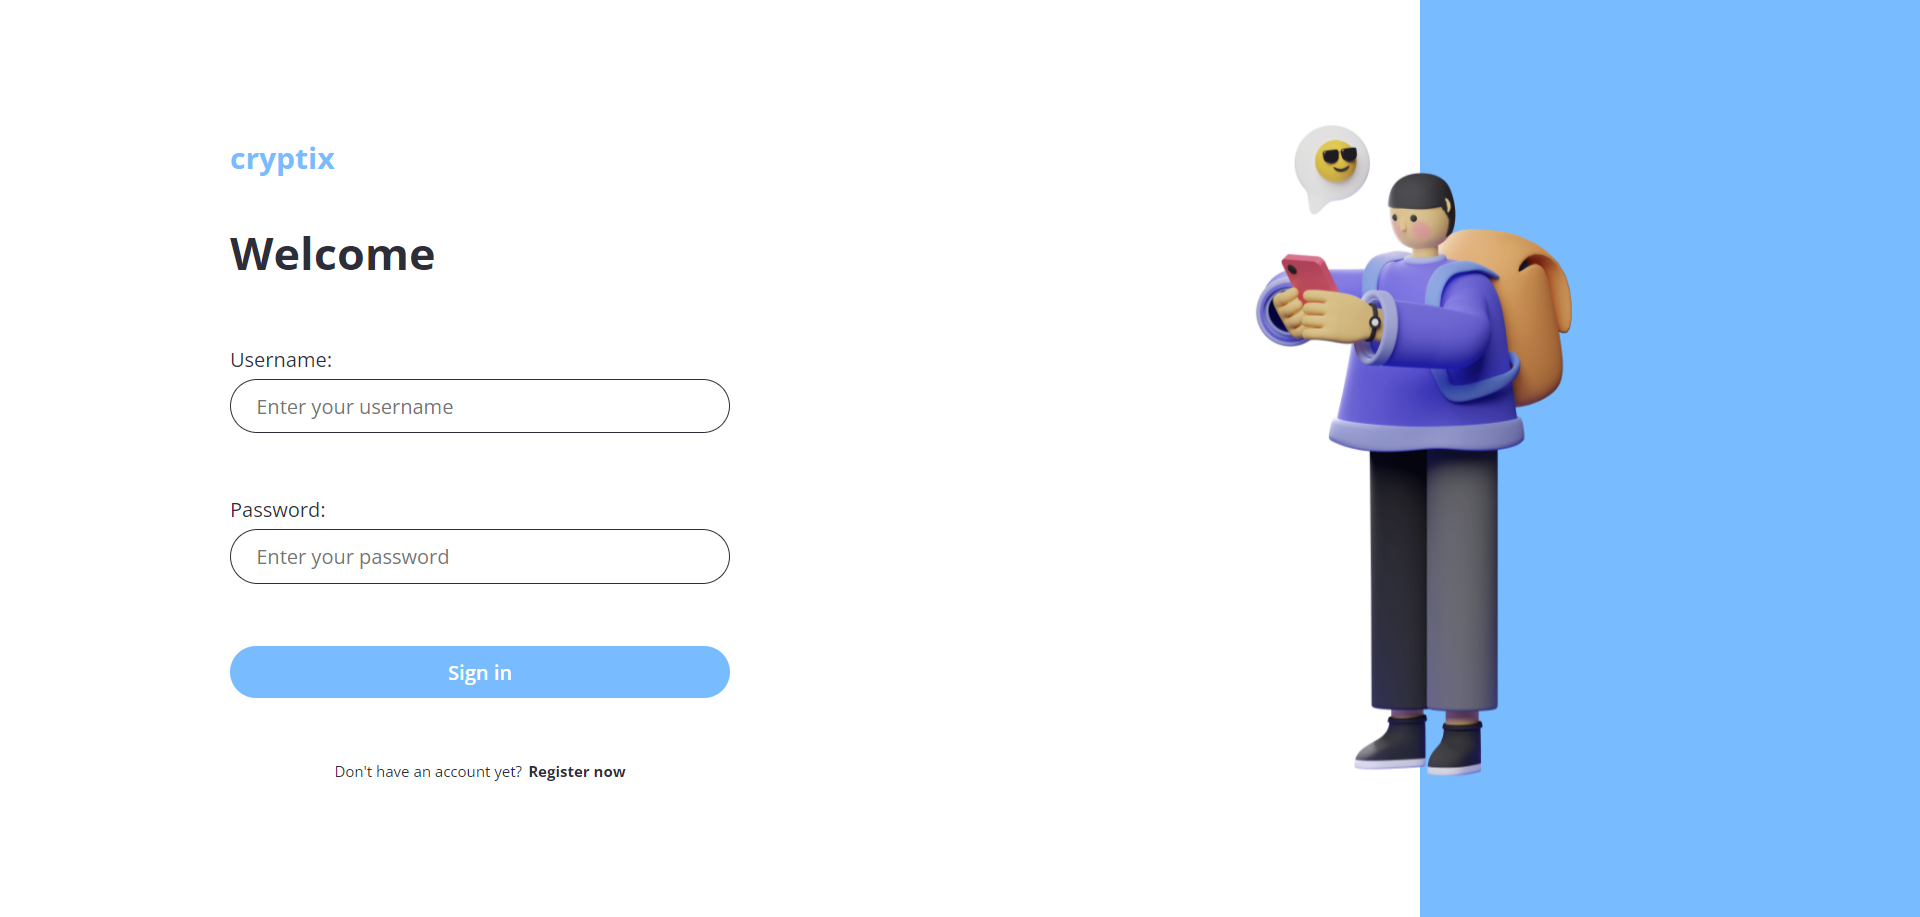 cryptix
Welcome
Username:
Enter your username
Password:
Enter your password
Sign in
Don't have an account yet? Register now